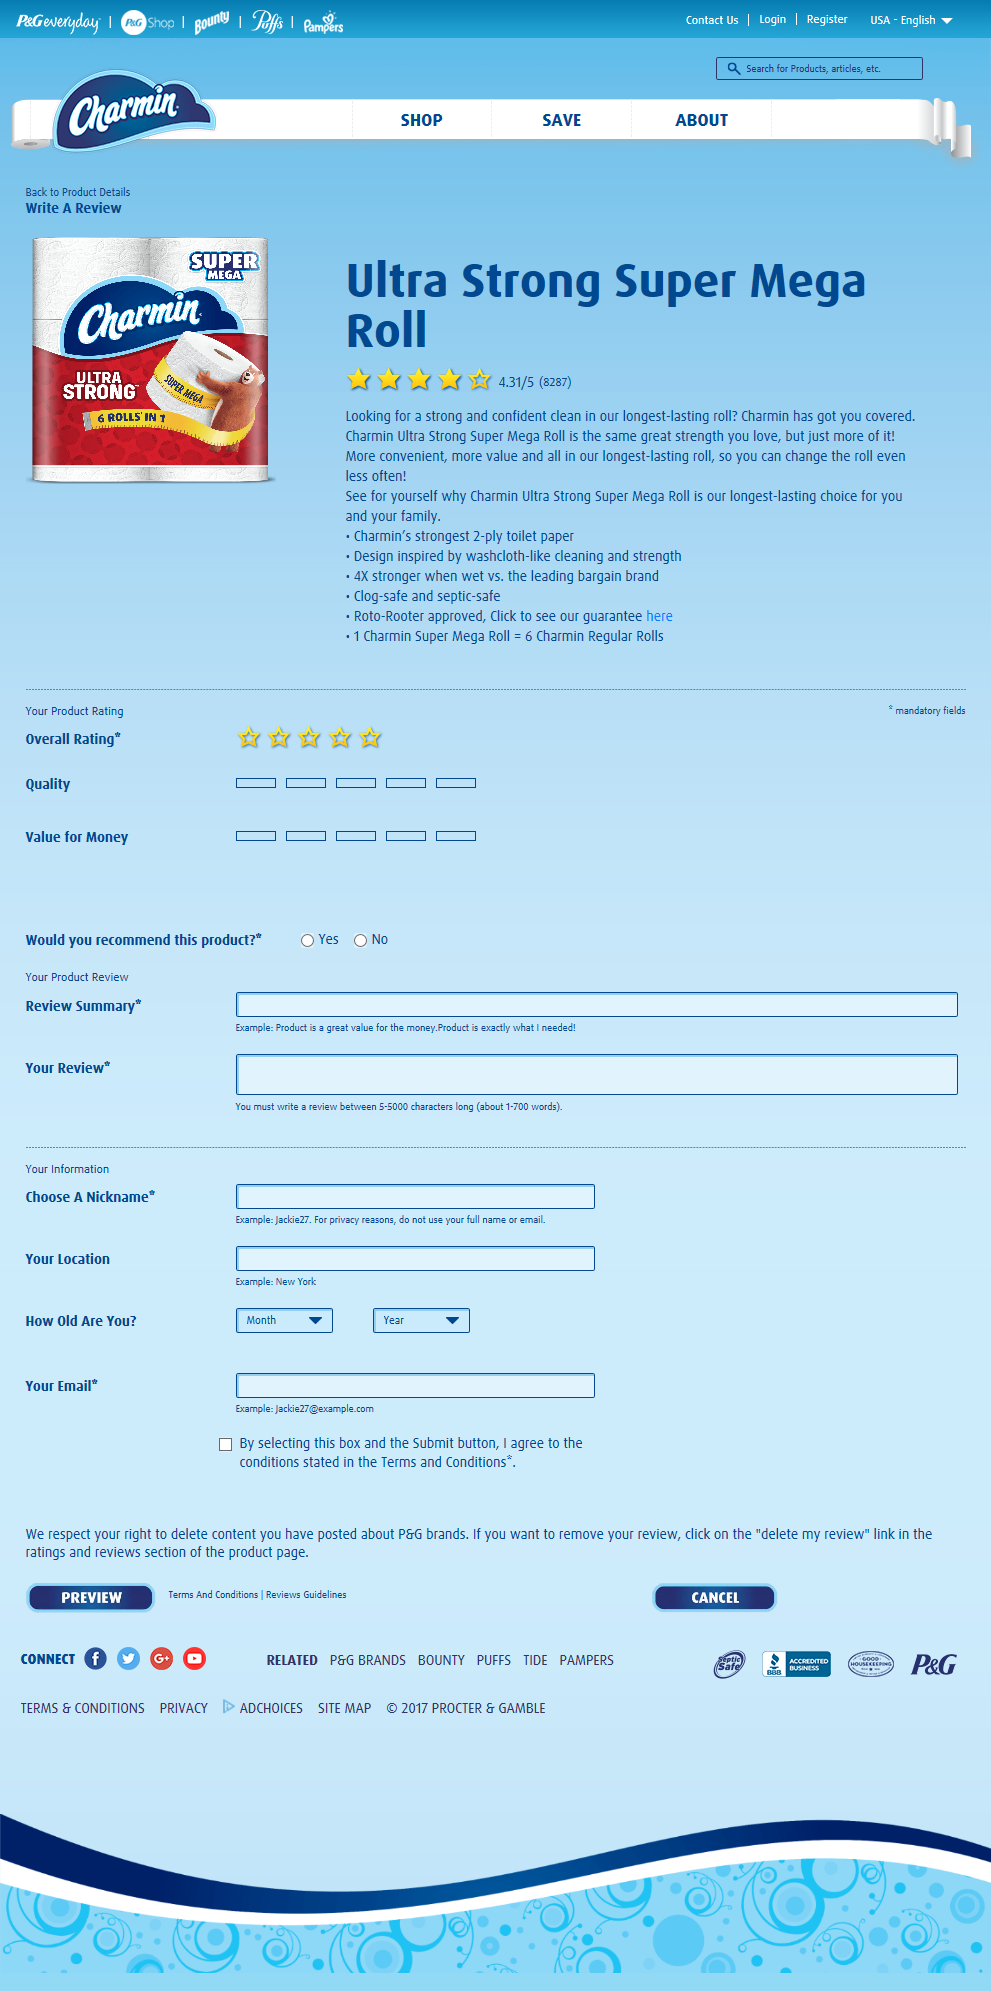 P&G everyday | P&G Shop | Bounty | Puffs | Pampers
Contact Us | Login | Register USA - English
Search for Products, articles, etc.
Charmin
SHOP SAVE ABOUT
Back to Product Details
Write A Review
SUPER
MEGA
Charmin
ULTRA
STRONG
SUPER MEGA
6 ROLLS IN 1
Ultra Strong Super Mega
Roll
4.31/5 (8287)
Looking for a strong and confident clean in our longest-lasting roll? Charmin has got you covered.
Charmin Ultra Strong Super Mega Roll is the same great strength you love, but just more of it!
More convenient, more value and all in our longest-lasting roll, so you can change the roll even
less often!
See for yourself why Charmin Ultra Strong Super Mega Roll is our longest-lasting choice for you
and your family.
• Charmin’s strongest 2-ply toilet paper
• Design inspired by washcloth-like cleaning and strength
• 4X stronger when wet vs. the leading bargain brand
• Clog-safe and septic-safe
• Roto-Rooter approved, Click to see our guarantee here
• 1 Charmin Super Mega Roll = 6 Charmin Regular Rolls
Your Product Rating
* mandatory fields
Overall Rating*
Quality
Value for Money
Would you recommend this product?* Yes No
Your Product Review
Review Summary*
Example: Product is a great value for the money.Product is exactly what I needed!
Your Review*
You must write a review between 5-5000 characters long (about 1-700 words).
Your Information
Choose A Nickname*
Example: Jackie27. For privacy reasons, do not use your full name or email.
Your Location
Example: New York
How Old Are You? Month Year
Your Email*
Example: Jackie27@example.com
By selecting this box and the Submit button, I agree to the
conditions stated in the Terms and Conditions*.
We respect your right to delete content you have posted about P&G brands. If you want to remove your review, click on the "delete my review" link in the
ratings and reviews section of the product page.
PREVIEW Terms And Conditions | Reviews Guidelines CANCEL
CONNECT f G+ RELATED P&G BRANDS BOUNTY PUFFS TIDE PAMPERS
Septic Safe
BBB ACCREDITED BUSINESS
GOOD HOUSEKEEPING
P&G
TERMS & CONDITIONS PRIVACY ADCHOICES SITE MAP © 2017 PROCTER & GAMBLE